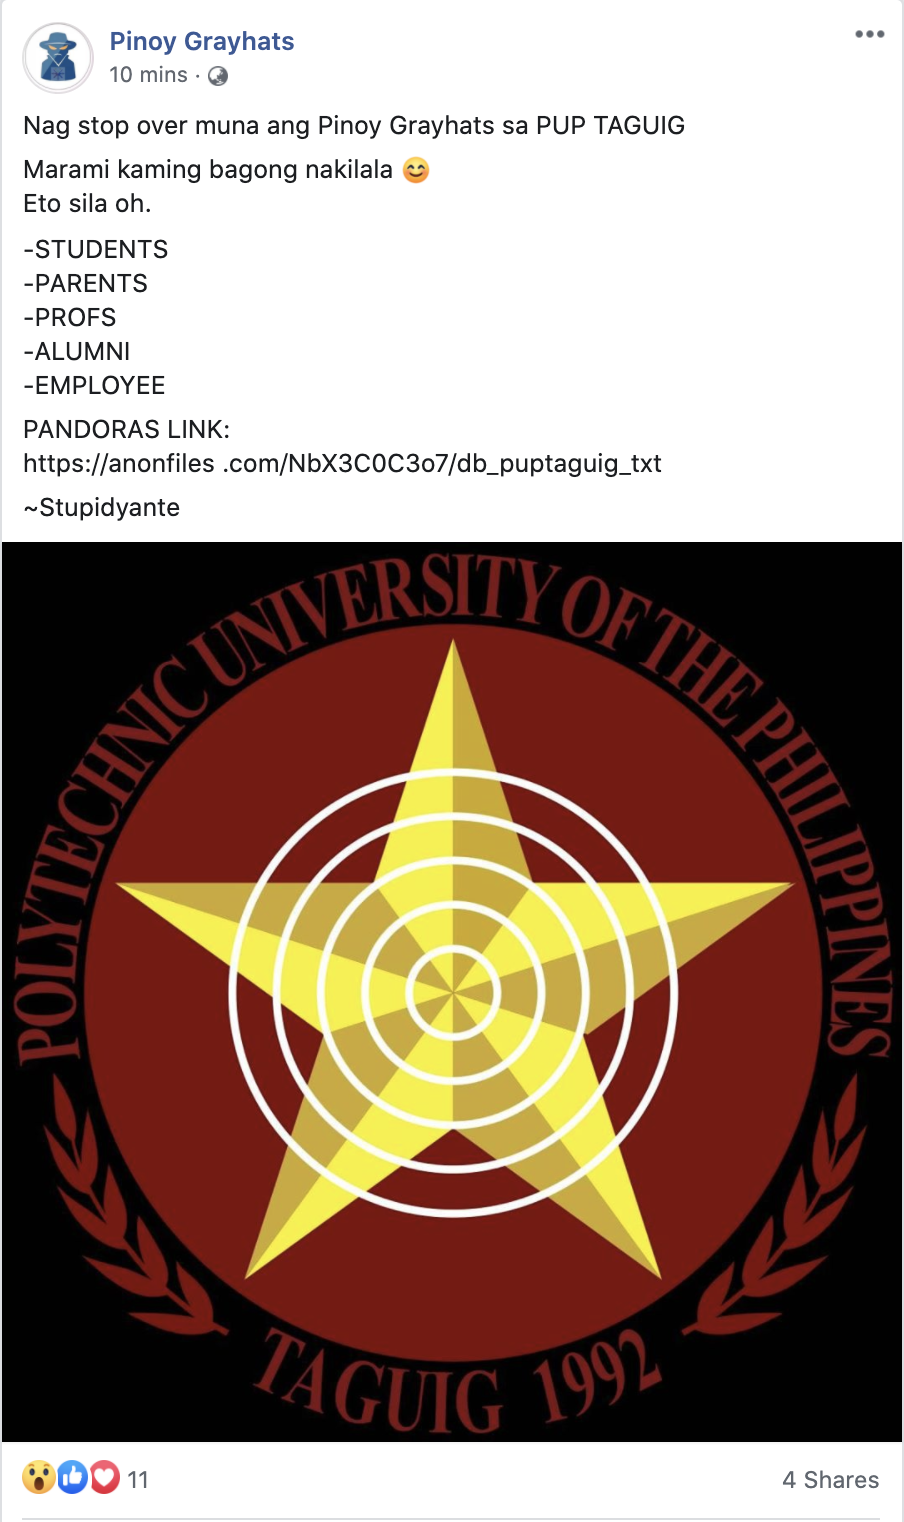 Pinoy Grayhats
10 mins ·
Nag stop over muna ang Pinoy Grayhats sa PUP TAGUIG
Marami kaming bagong nakilala 😊
Eto sila oh.
-STUDENTS
-PARENTS
-PROFS
-ALUMNI
-EMPLOYEE
PANDORAS LINK:
https://anonfiles .com/NbX3C0C3o7/db_puptaguig_txt
~Stupidyante
POLYTECHNIC UNIVERSITY OF THE PHILIPPINES
TAGUIG 1992
11
4 Shares